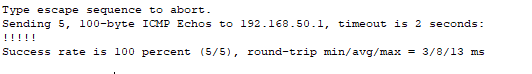 Type escape sequence to abort.
Sending 5, 100-byte ICMP Echos to 192.168.50.1, timeout is 2 seconds:
!!!!!
Success rate is 100 percent (5/5), round-trip min/avg/max = 3/8/13 ms